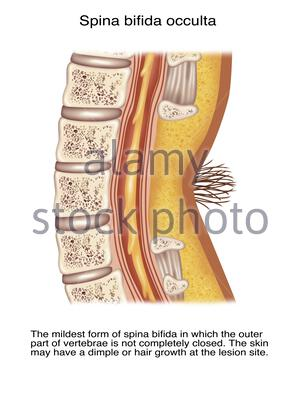 Spina bifida occulta
alamy
stock photo
The mildest form of spina bifida in which the outer
part of vertebrae is not completely closed. The skin
may have a dimple or hair growth at the lesion site.